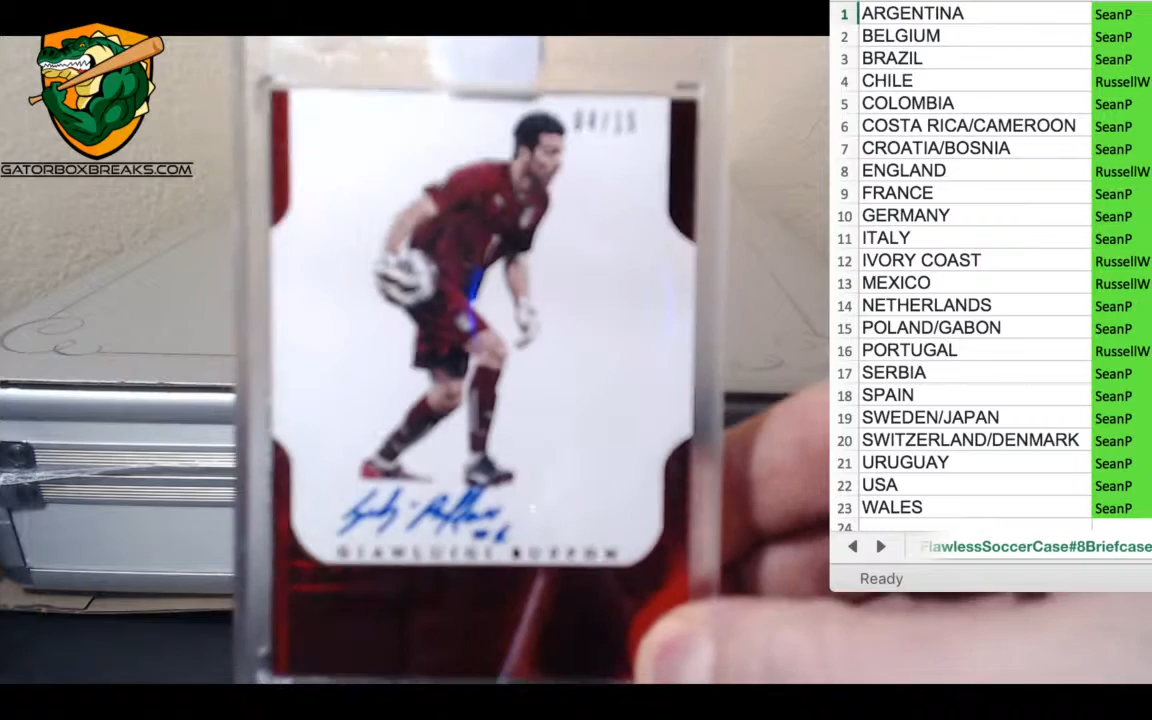 GATORBOXBREAKS.COM
04/15
GIANLUIGI BUFFON
1 ARGENTINA SeanP
2 BELGIUM SeanP
3 BRAZIL SeanP
4 CHILE RussellW
5 COLOMBIA SeanP
6 COSTA RICA/CAMEROON SeanP
7 CROATIA/BOSNIA SeanP
8 ENGLAND RussellW
9 FRANCE SeanP
10 GERMANY SeanP
11 ITALY SeanP
12 IVORY COAST RussellW
13 MEXICO RussellW
14 NETHERLANDS SeanP
15 POLAND/GABON SeanP
16 PORTUGAL RussellW
17 SERBIA SeanP
18 SPAIN SeanP
19 SWEDEN/JAPAN SeanP
20 SWITZERLAND/DENMARK SeanP
21 URUGUAY SeanP
22 USA SeanP
23 WALES SeanP
24
FlawlessSoccerCase#8Briefcase
Ready